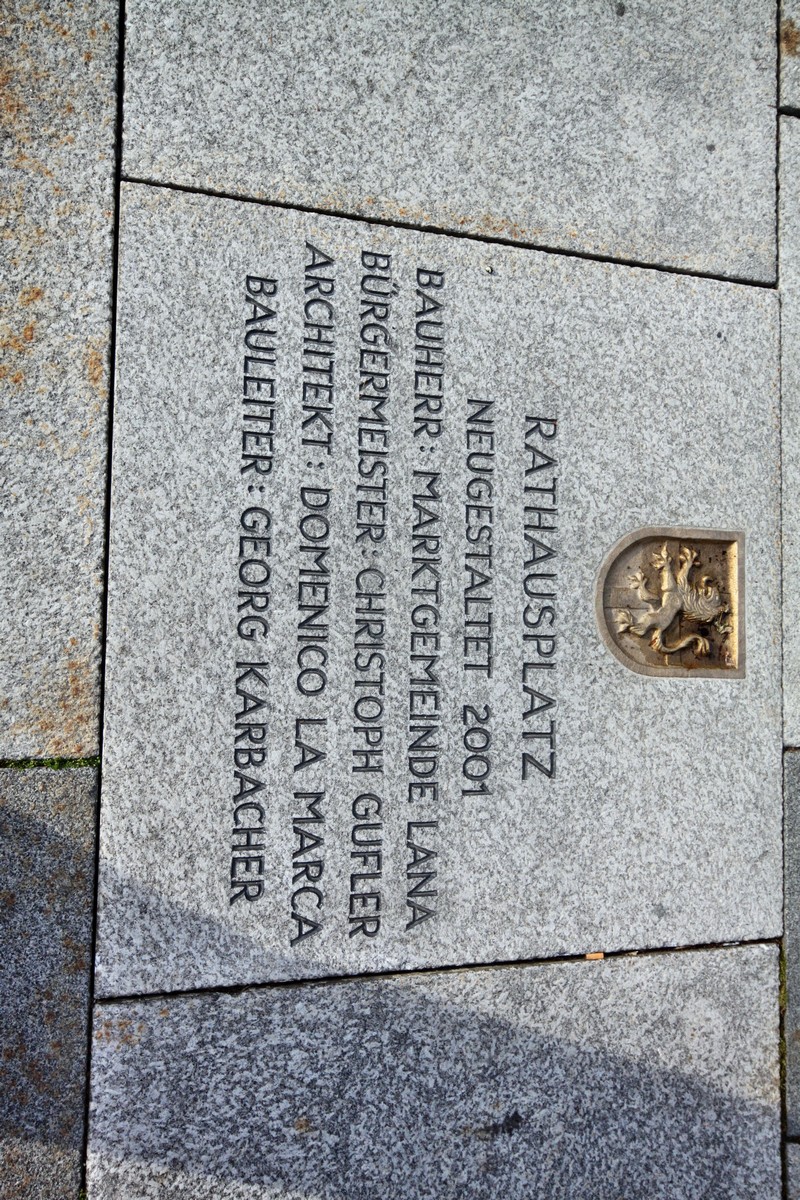 RATHAUSPLATZ
NEUGESTALTET 2001
BAUHERR: MARKTGEMEINDE LANA
BÜRGERMEISTER: CHRISTOPH GUFLER
ARCHITEKT: DOMENICO LA MARCA
BAULEITER: GEORG KARBACHER